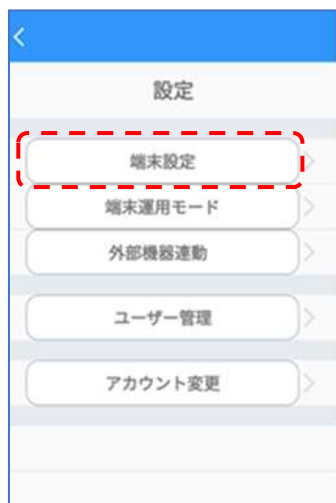 設定
端末設定
端末運用モード
外部機器連動
ユーザー管理
アカウント変更